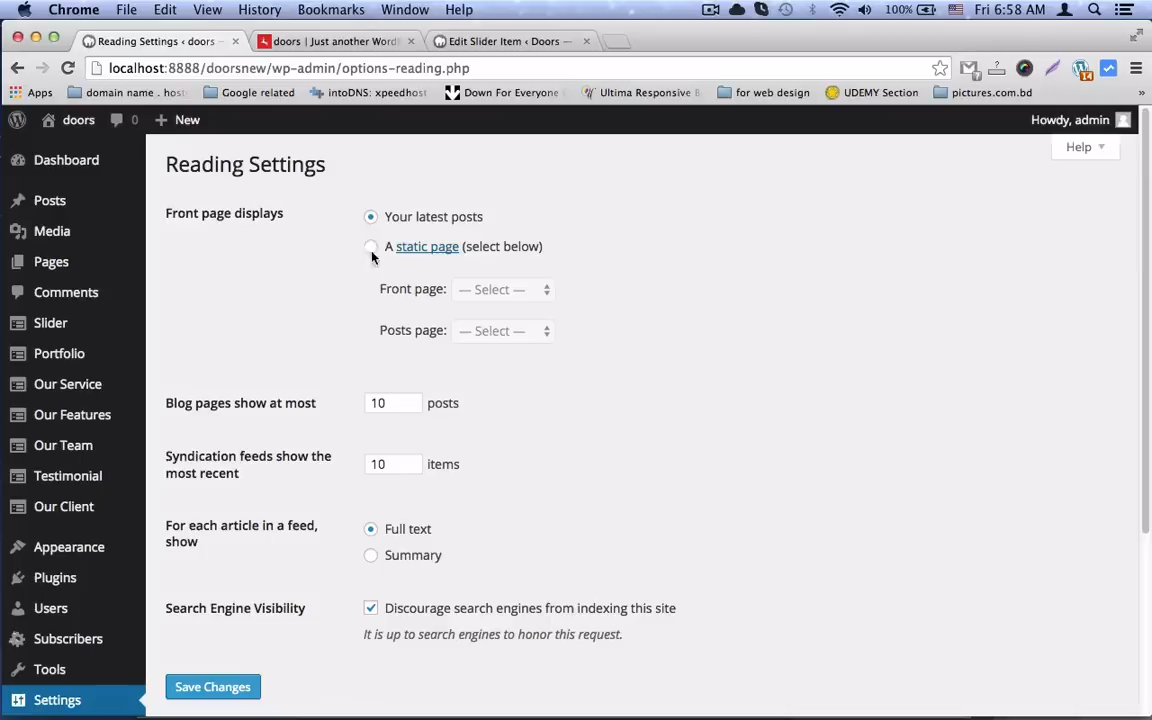 Chrome File Edit View History Bookmarks Window Help 100% Fri 6:58 AM
Reading Settings ‹ doors doors | Just another Word Edit Slider Item ‹ Doors —
localhost:8888/doorsnew/wp-admin/options-reading.php
Apps domain name . host Google related intoDNS: xpeedhost Down For Everyone Ultima Responsive for web design UDEMY Section pictures.com.bd »
doors 0 New Howdy, admin
Help
Dashboard
Posts
Media
Pages
Comments
Slider
Portfolio
Our Service
Our Features
Our Team
Testimonial
Our Client
Appearance
Plugins
Users
Subscribers
Tools
Settings
Reading Settings
Front page displays
Your latest posts
A static page (select below)
Front page: — Select —
Posts page: — Select —
Blog pages show at most 10 posts
Syndication feeds show the
most recent
10 items
For each article in a feed,
show
Full text
Summary
Search Engine Visibility
Discourage search engines from indexing this site
It is up to search engines to honor this request.
Save Changes